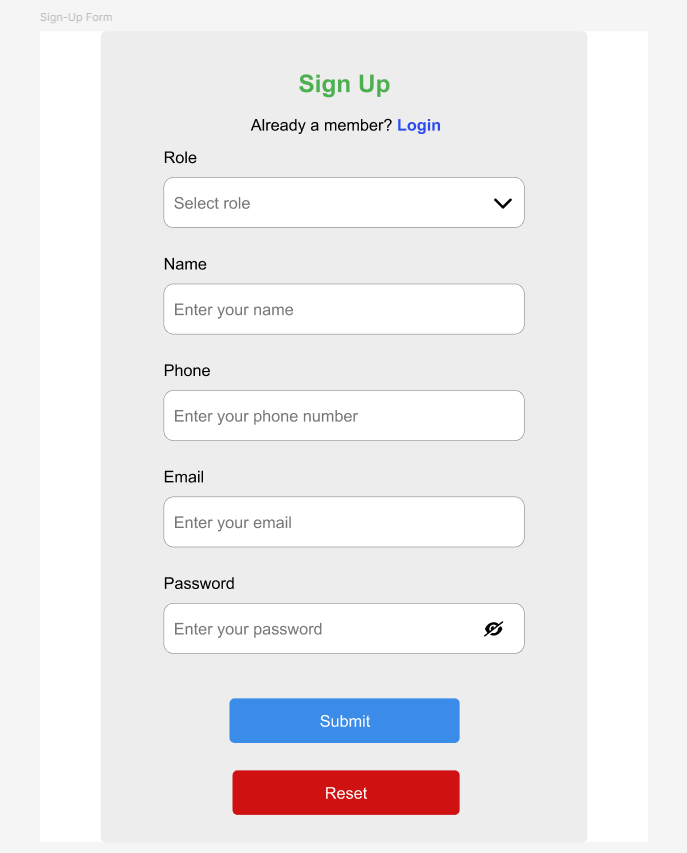 Sign-Up Form
Sign Up
Already a member? Login
Role
Select role
Name
Enter your name
Phone
Enter your phone number
Email
Enter your email
Password
Enter your password
Submit
Reset